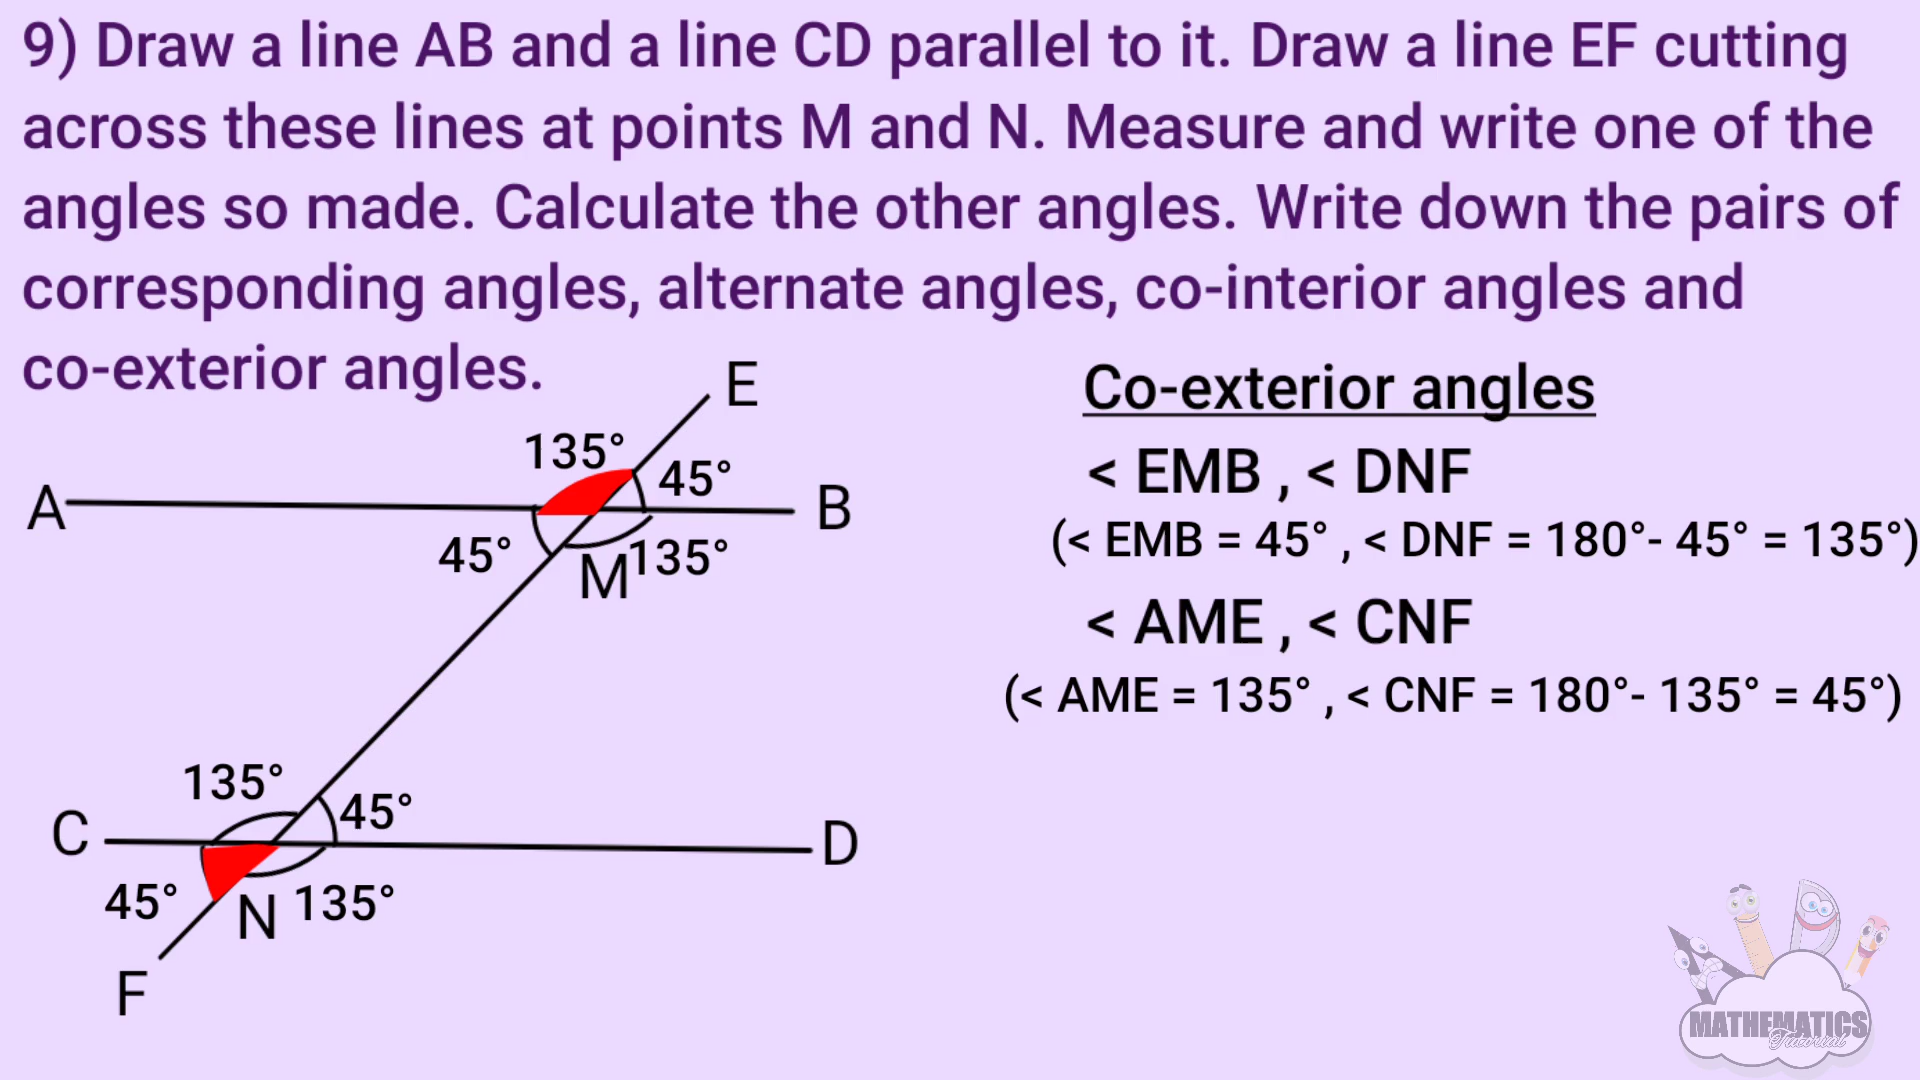 9) Draw a line AB and a line CD parallel to it. Draw a line EF cutting
across these lines at points M and N. Measure and write one of the
angles so made. Calculate the other angles. Write down the pairs of
corresponding angles, alternate angles, co-interior angles and
co-exterior angles.
E
135°
45°
A
B
45°
M
135°
135°
45°
C
D
45°
N
135°
F
Co-exterior angles
< EMB , < DNF
(< EMB = 45° , < DNF = 180°- 45° = 135°)
< AME , < CNF
(< AME = 135° , < CNF = 180°- 135° = 45°)
MATHEMATICS
Tutorial